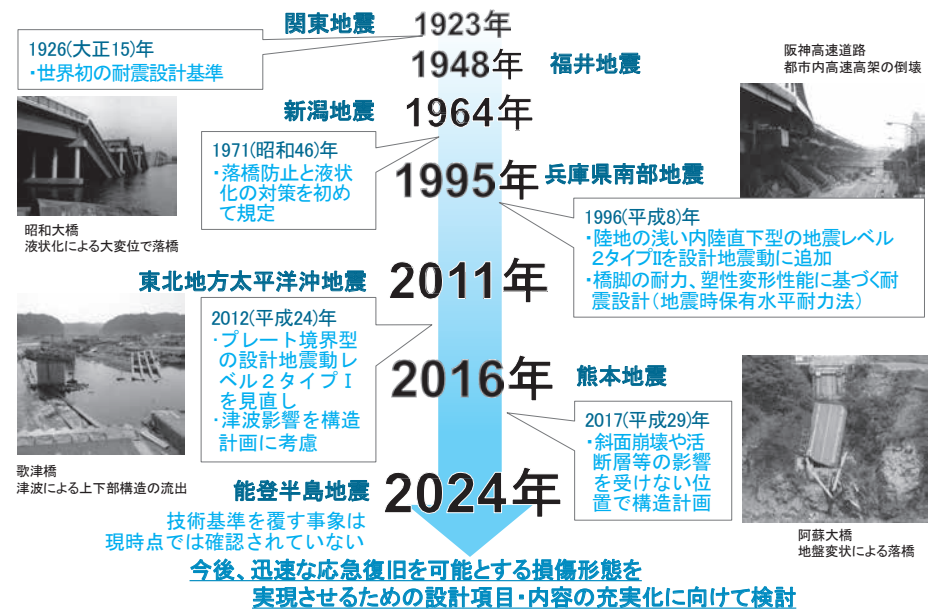 関東地震
1923年
1926(大正15)年
・世界初の耐震設計基準
1948年
福井地震
阪神高速道路
都市内高速高架の倒壊
新潟地震
1964年
1971(昭和46)年
・落橋防止と液状
化の対策を初め
て規定
昭和大橋
液状化による大変位で落橋
1995年
兵庫県南部地震
1996(平成8)年
・陸地の浅い内陸直下型の地震レベル
2タイプⅡを設計地震動に追加
・橋脚の耐力、塑性変形性能に基づく耐
震設計(地震時保有水平耐力法)
東北地方太平洋沖地震
2011年
2012(平成24)年
・プレート境界型
の設計地震動レ
ベル2タイプⅠ
を見直し
・津波影響を構造
計画に考慮
歌津橋
津波による上下部構造の流出
2016年
熊本地震
2017(平成29)年
・斜面崩壊や活
断層等の影響
を受けない位
置で構造計画
阿蘇大橋
地盤変状による落橋
能登半島地震
2024年
技術基準を覆す事象は
現時点では確認されていない
今後、迅速な応急復旧を可能とする損傷形態を
実現させるための設計項目・内容の充実化に向けて検討